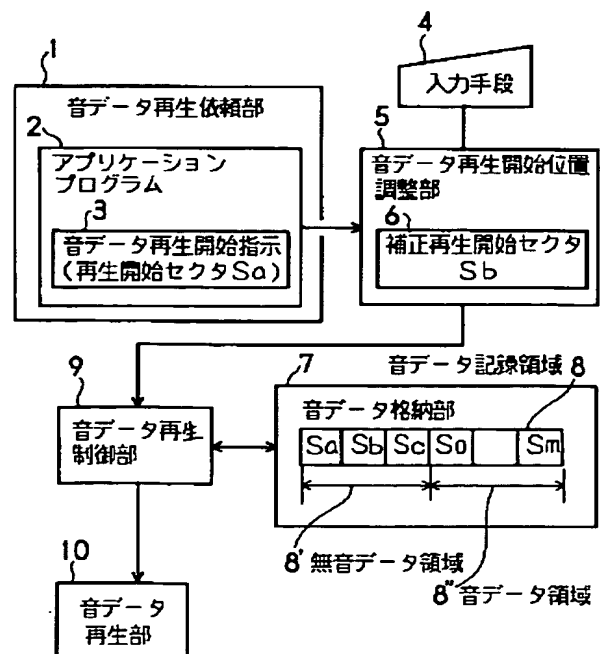 1
音データ再生依頼部
2
アプリケーション
プログラム
3
音データ再生開始指示
(再生開始セクタSa)
4
入力手段
5
音データ再生開始位置
調整部
6
補正再生開始セクタ
Sb
7
音データ記録領域 8
音データ格納部
Sa Sb Sc So Sm
8' 無音データ領域
8" 音データ領域
9
音データ再生
制御部
10
音データ
再生部